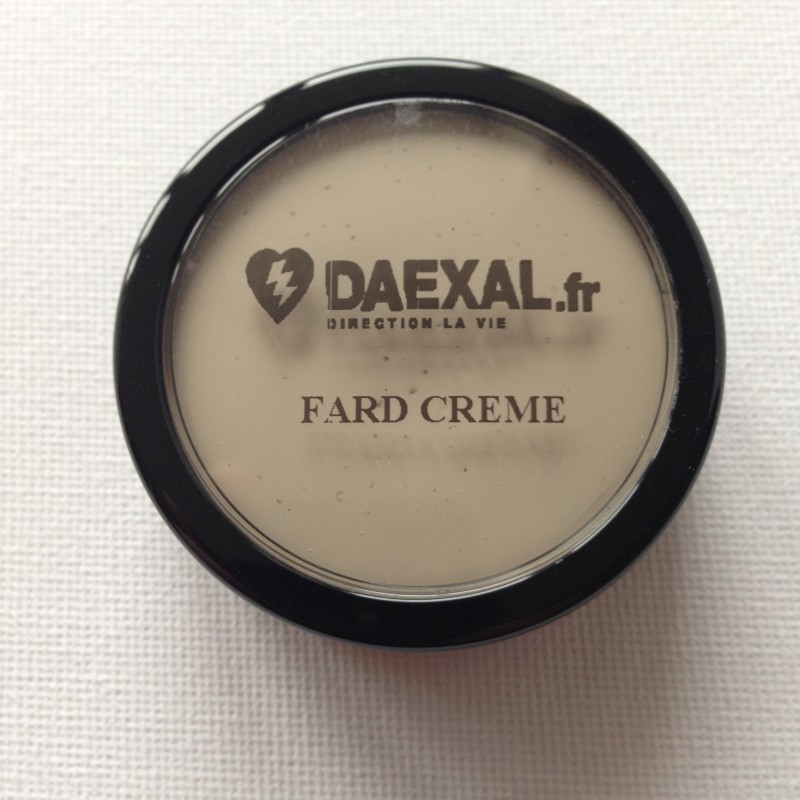 DAEXAL.fr
DIRECTION LA VIE
FARD CREME